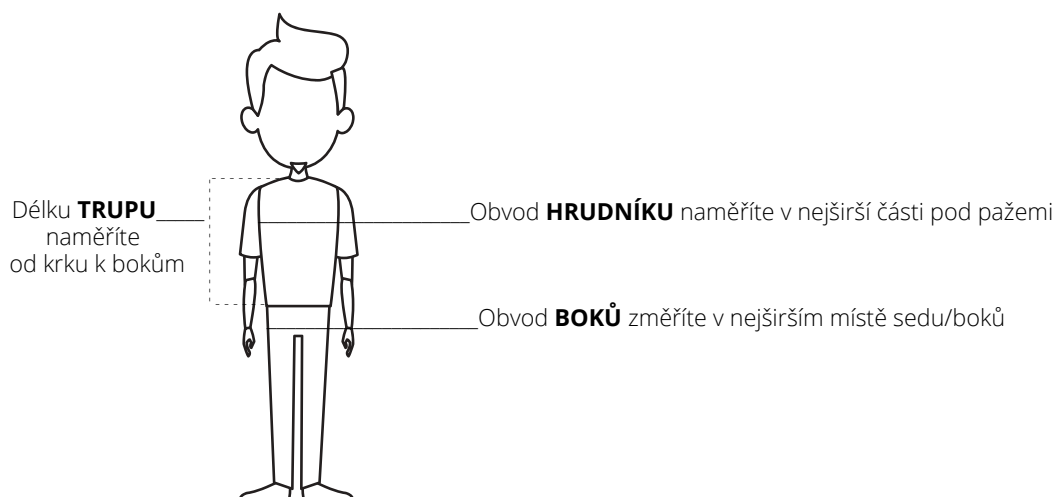 Délku TRUPU
naměříte
od krku k bokům
Obvod HRUDNÍKU naměříte v nejširší části pod pažemi
Obvod BOKŮ změříte v nejširším místě sedu/boků